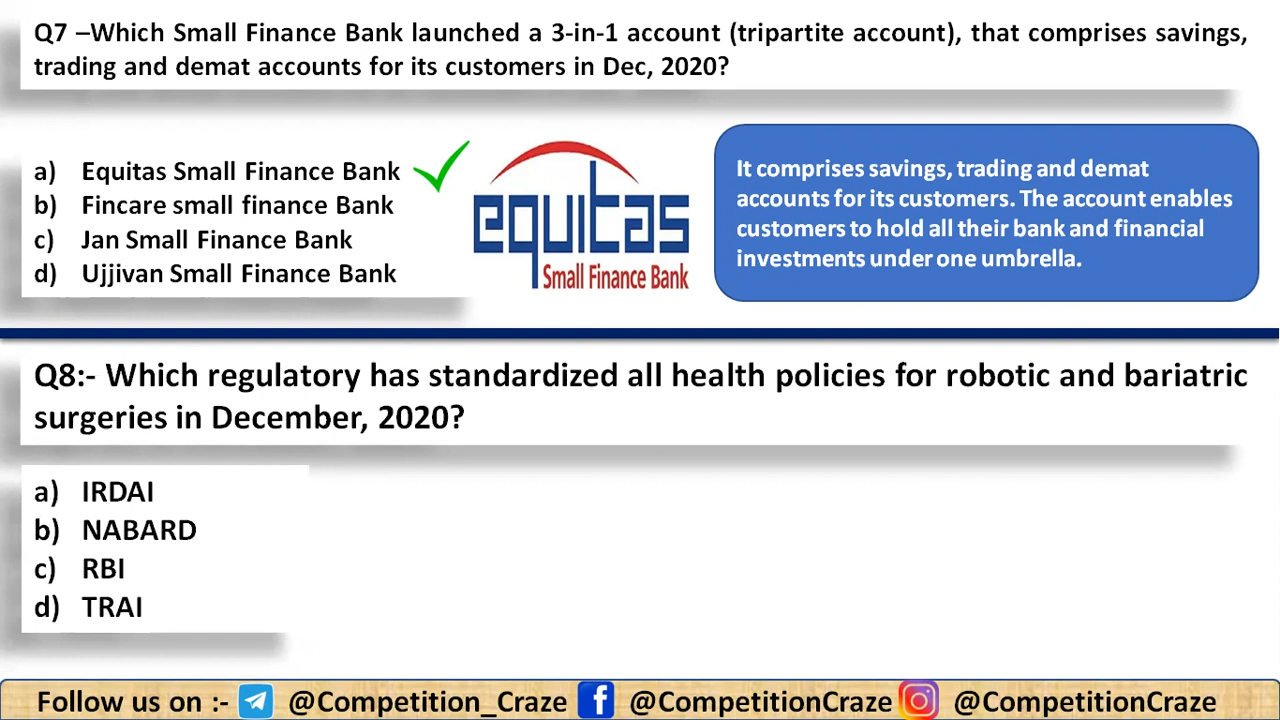 Q7 –Which Small Finance Bank launched a 3-in-1 account (tripartite account), that comprises savings,
trading and demat accounts for its customers in Dec, 2020?
a) Equitas Small Finance Bank
b) Fincare small finance Bank
c) Jan Small Finance Bank
d) Ujjivan Small Finance Bank
equitas
Small Finance Bank
It comprises savings, trading and demat
accounts for its customers. The account enables
customers to hold all their bank and financial
investments under one umbrella.
Q8:- Which regulatory has standardized all health policies for robotic and bariatric
surgeries in December, 2020?
a) IRDAI
b) NABARD
c) RBI
d) TRAI
Follow us on :- @Competition_Craze @CompetitionCraze @CompetitionCraze